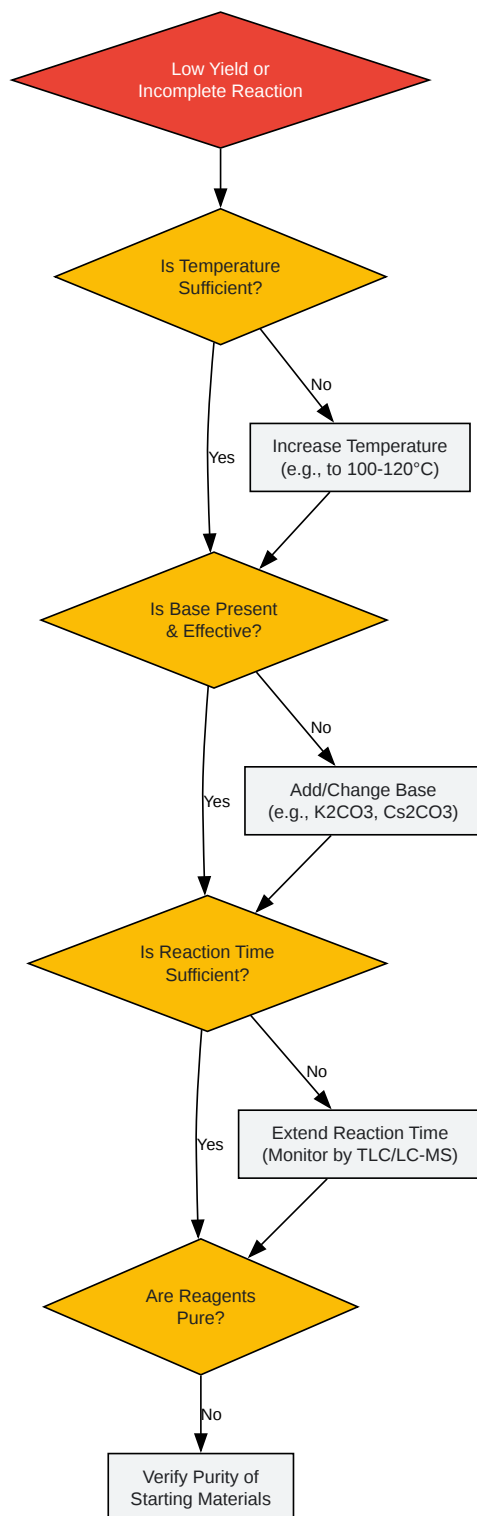 Low Yield or
Incomplete Reaction
Is Temperature
Sufficient?
No
Increase Temperature
(e.g., to 100-120°C)
Yes
Is Base Present
& Effective?
No
Add/Change Base
(e.g., K2CO3, Cs2CO3)
Yes
Is Reaction Time
Sufficient?
No
Extend Reaction Time
(Monitor by TLC/LC-MS)
Yes
Are Reagents
Pure?
No
Verify Purity of
Starting Materials